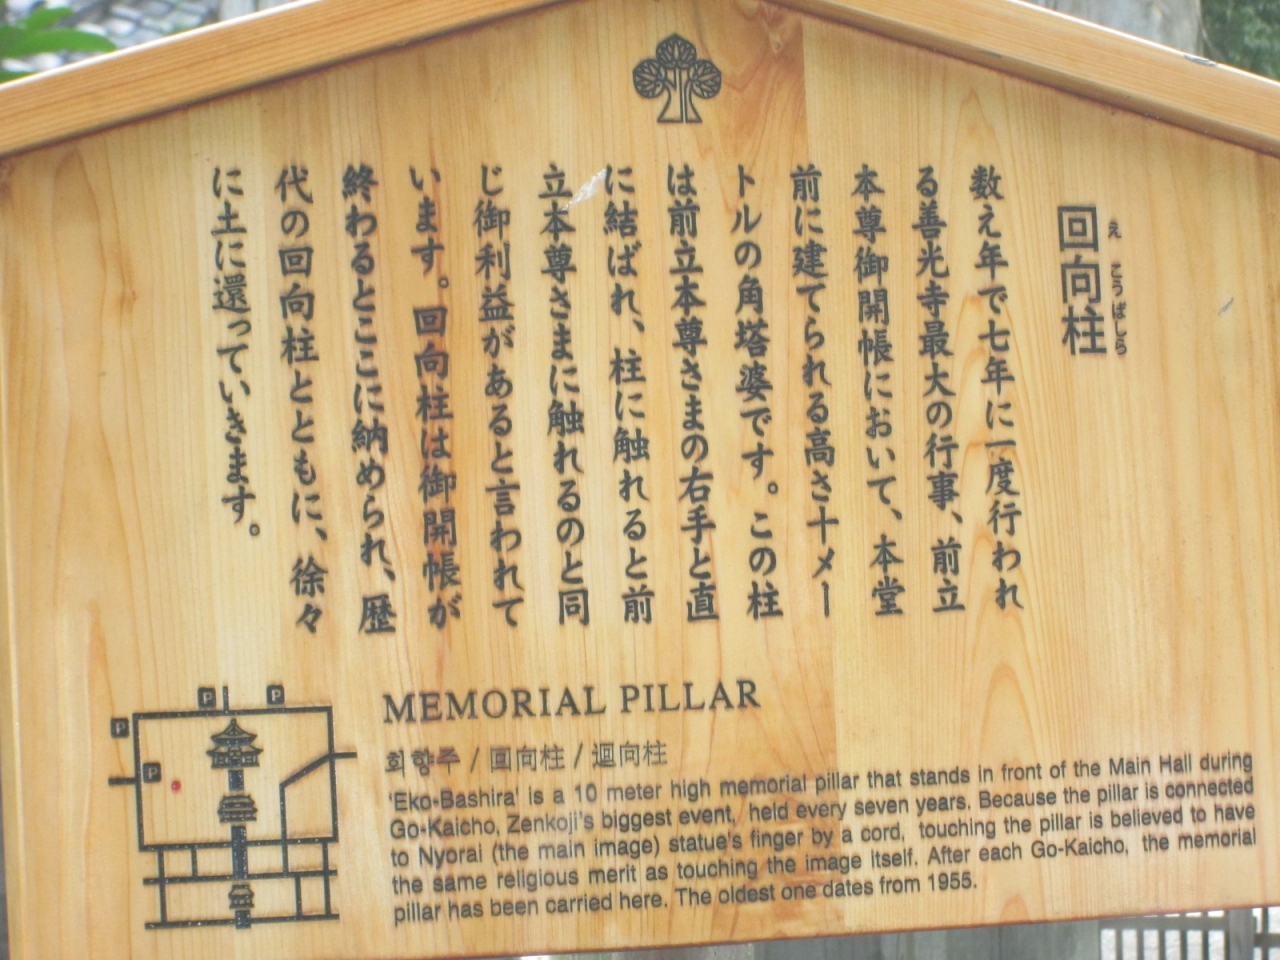 回向柱
え こうばしら
数え年で七年に一度行われ
る善光寺最大の行事、前立
本尊御開帳において、本堂
前に建てられる高さ十メー
トルの角塔婆です。この柱
は前立本尊さまの右手と直
に結ばれ、柱に触れると前
立本尊さまに触れるのと同
じ御利益があると言われて
います。回向柱は御開帳が
終わるとここに納められ、歴
代の回向柱とともに、徐々
に土に還っていきます。
MEMORIAL PILLAR
회향주 / 回向柱 / 迴向柱
'Eko-Bashira' is a 10 meter high memorial pillar that stands in front of the Main Hall during
Go-Kaicho, Zenkoji's biggest event, held every seven years. Because the pillar is connected
to Nyorai (the main image) statue's finger by a cord, touching the pillar is believed to have
the same religious merit as touching the image itself. After each Go-Kaicho, the memorial
pillar has been carried here. The oldest one dates from 1955.
P
P
P
P